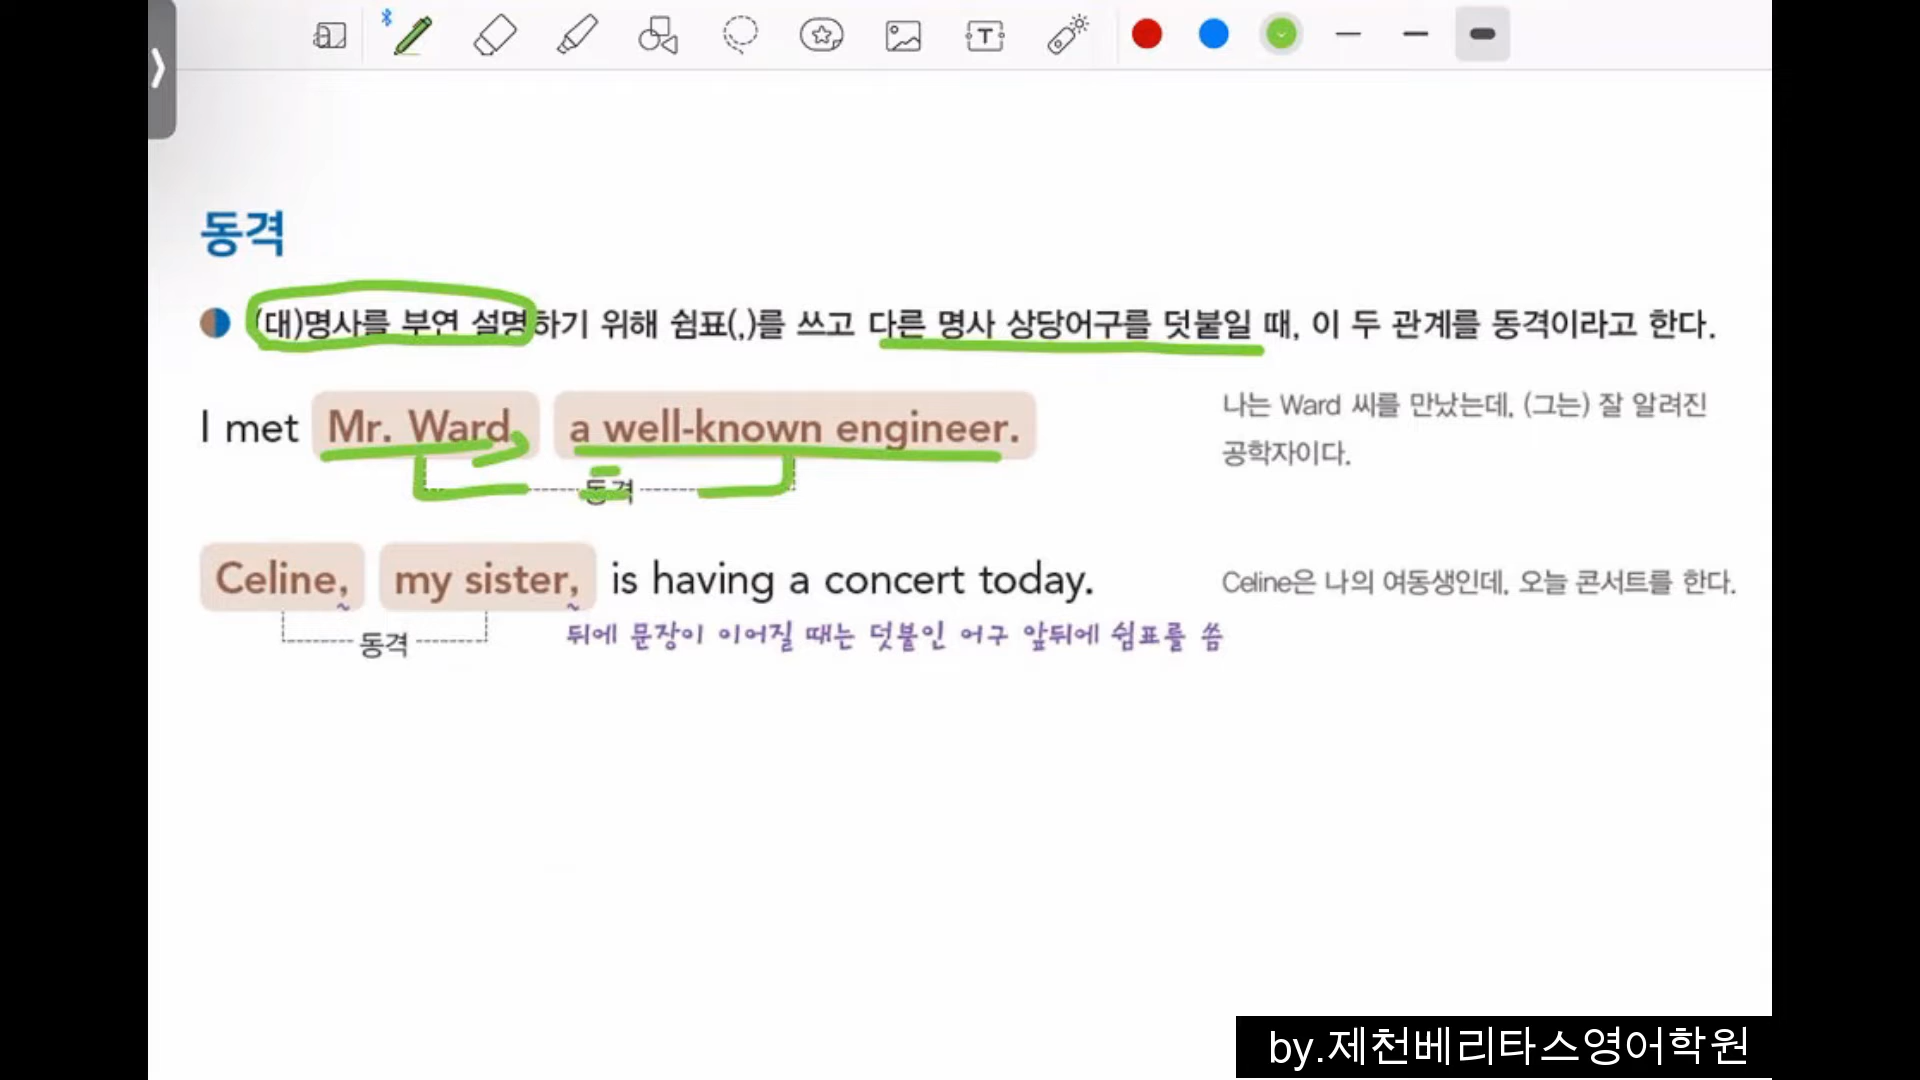 동격
(대)명사를 부연 설명하기 위해 쉼표(,)를 쓰고 다른 명사 상당어구를 덧붙일 때, 이 두 관계를 동격이라고 한다.
I met Mr. Ward, a well-known engineer.
나는 Ward 씨를 만났는데, (그는) 잘 알려진
공학자이다.
동격
Celine, my sister, is having a concert today.
Celine은 나의 여동생인데, 오늘 콘서트를 한다.
동격
뒤에 문장이 이어질 때는 덧붙인 어구 앞뒤에 쉼표를 씀
by.제천베리타스영어학원